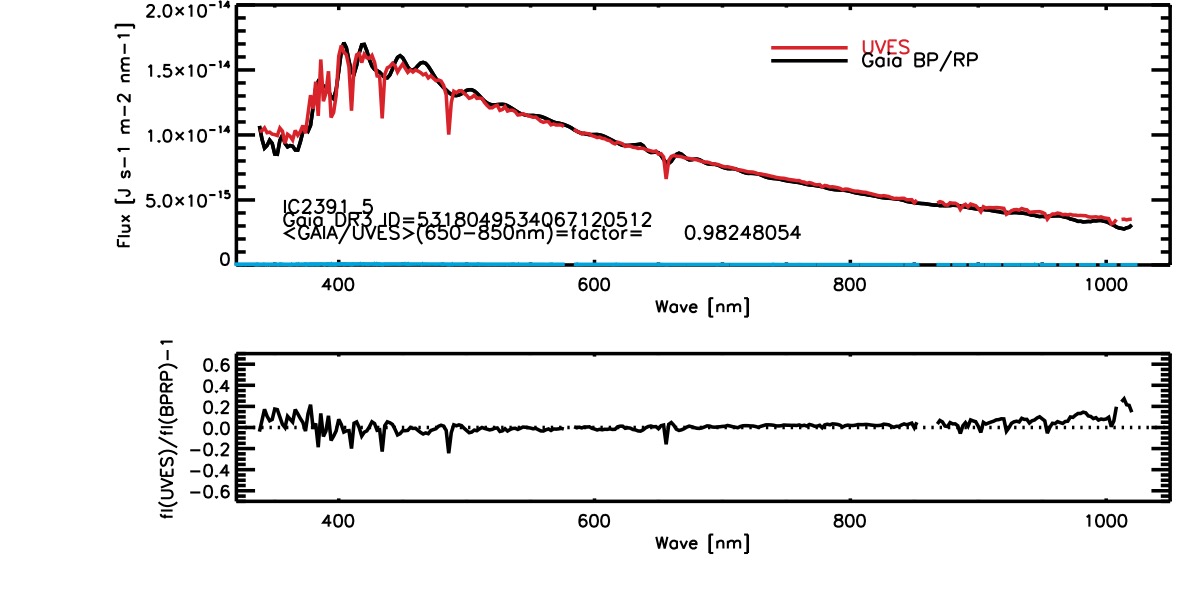 2.0×10−14
1.5×10−14
1.0×10−14
5.0×10−15
0
Flux [J s−1 m−2 nm−1]
UVES
Gaia BP/RP
IC2391_5
Gaia DR3 ID=5318049534067120512
<GAIA/UVES>(650−850nm)=factor= 0.98248054
400 600 800 1000
Wave [nm]
0.6
0.4
0.2
0.0
−0.2
−0.4
−0.6
fl(UVES)/fl(BPRP)−1
400 600 800 1000
Wave [nm]